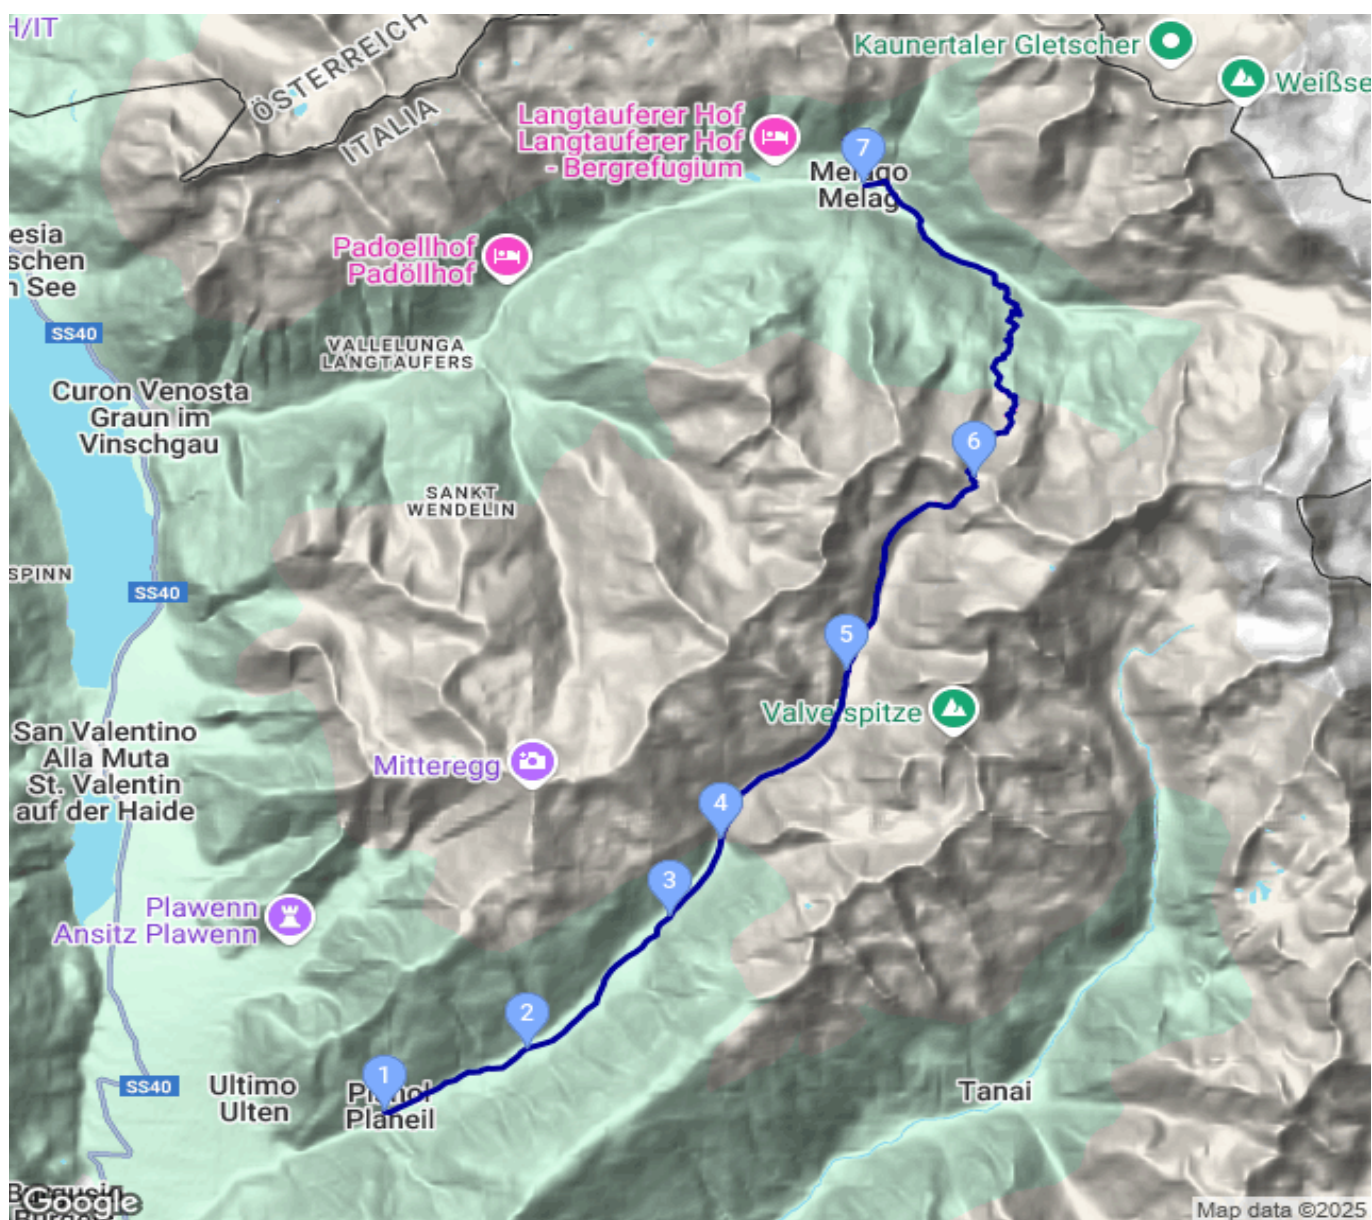 H/IT
ÖSTERREICH
ITALIA
Kaunertaler Gletscher
Weißse
Langtauferer Hof
Langtauferer Hof
- Bergrefugium
7
Melago
Melag
esia
schen
n See
Padoellhof
Padöllhof
SS40
VALLELUNGA
LANGTAUFERS
Curon Venosta
Graun im
Vinschgau
6
SANKT
WENDELIN
SPINN
SS40
5
Valvelspitze
San Valentino
Alla Muta
St. Valentin
auf der Haide
Mitteregg
4
3
Plawenn
Ansitz Plawenn
2
1
SS40
Ultimo
Ulten
Planeil
Tanai
Google
Map data ©2025